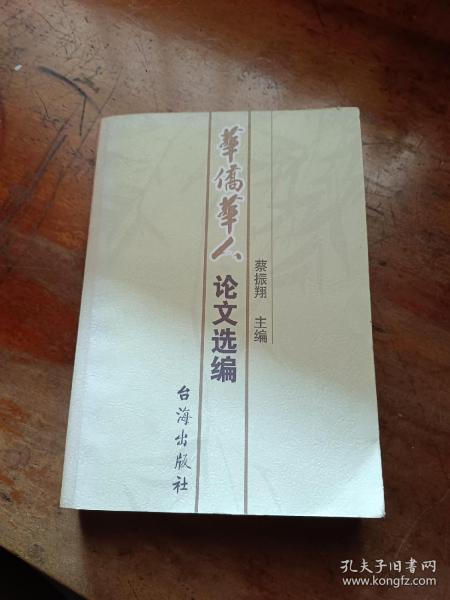 華僑華人
论文选编
蔡振翔 主编
台海出版社
孔夫子旧书网
www.kongfz.com